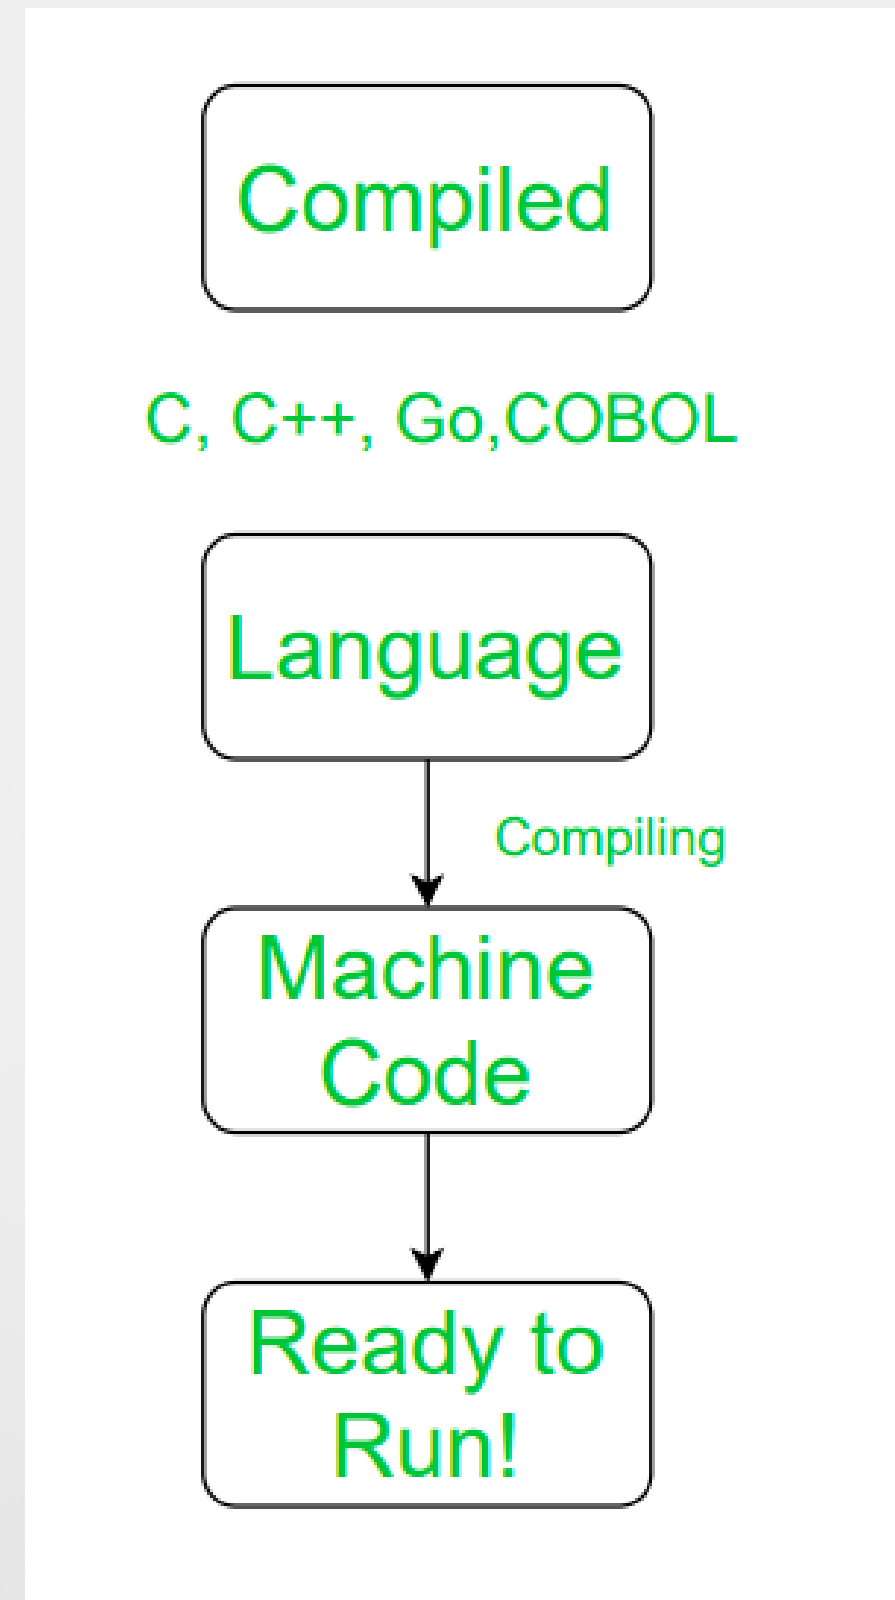 Compiled
C, C++, Go,COBOL
Language
Compiling
Machine
Code
Ready to
Run!